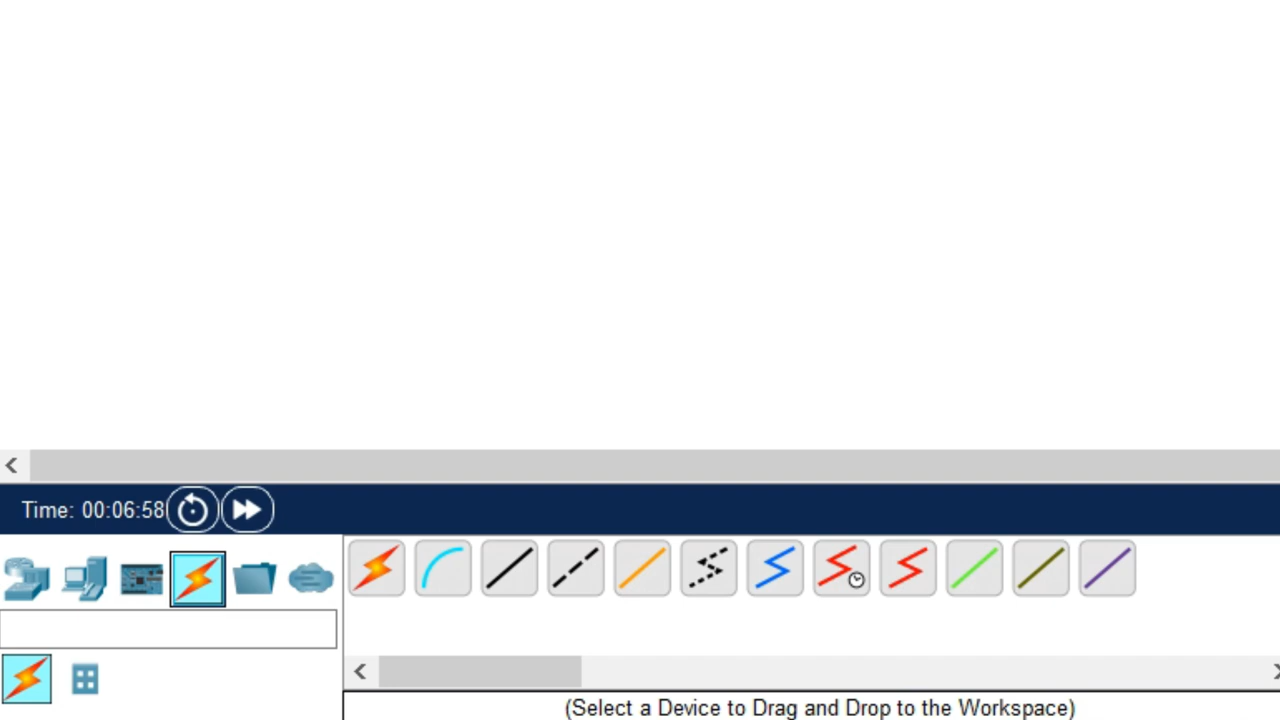 Time: 00:06:58
(Select a Device to Drag and Drop to the Workspace)